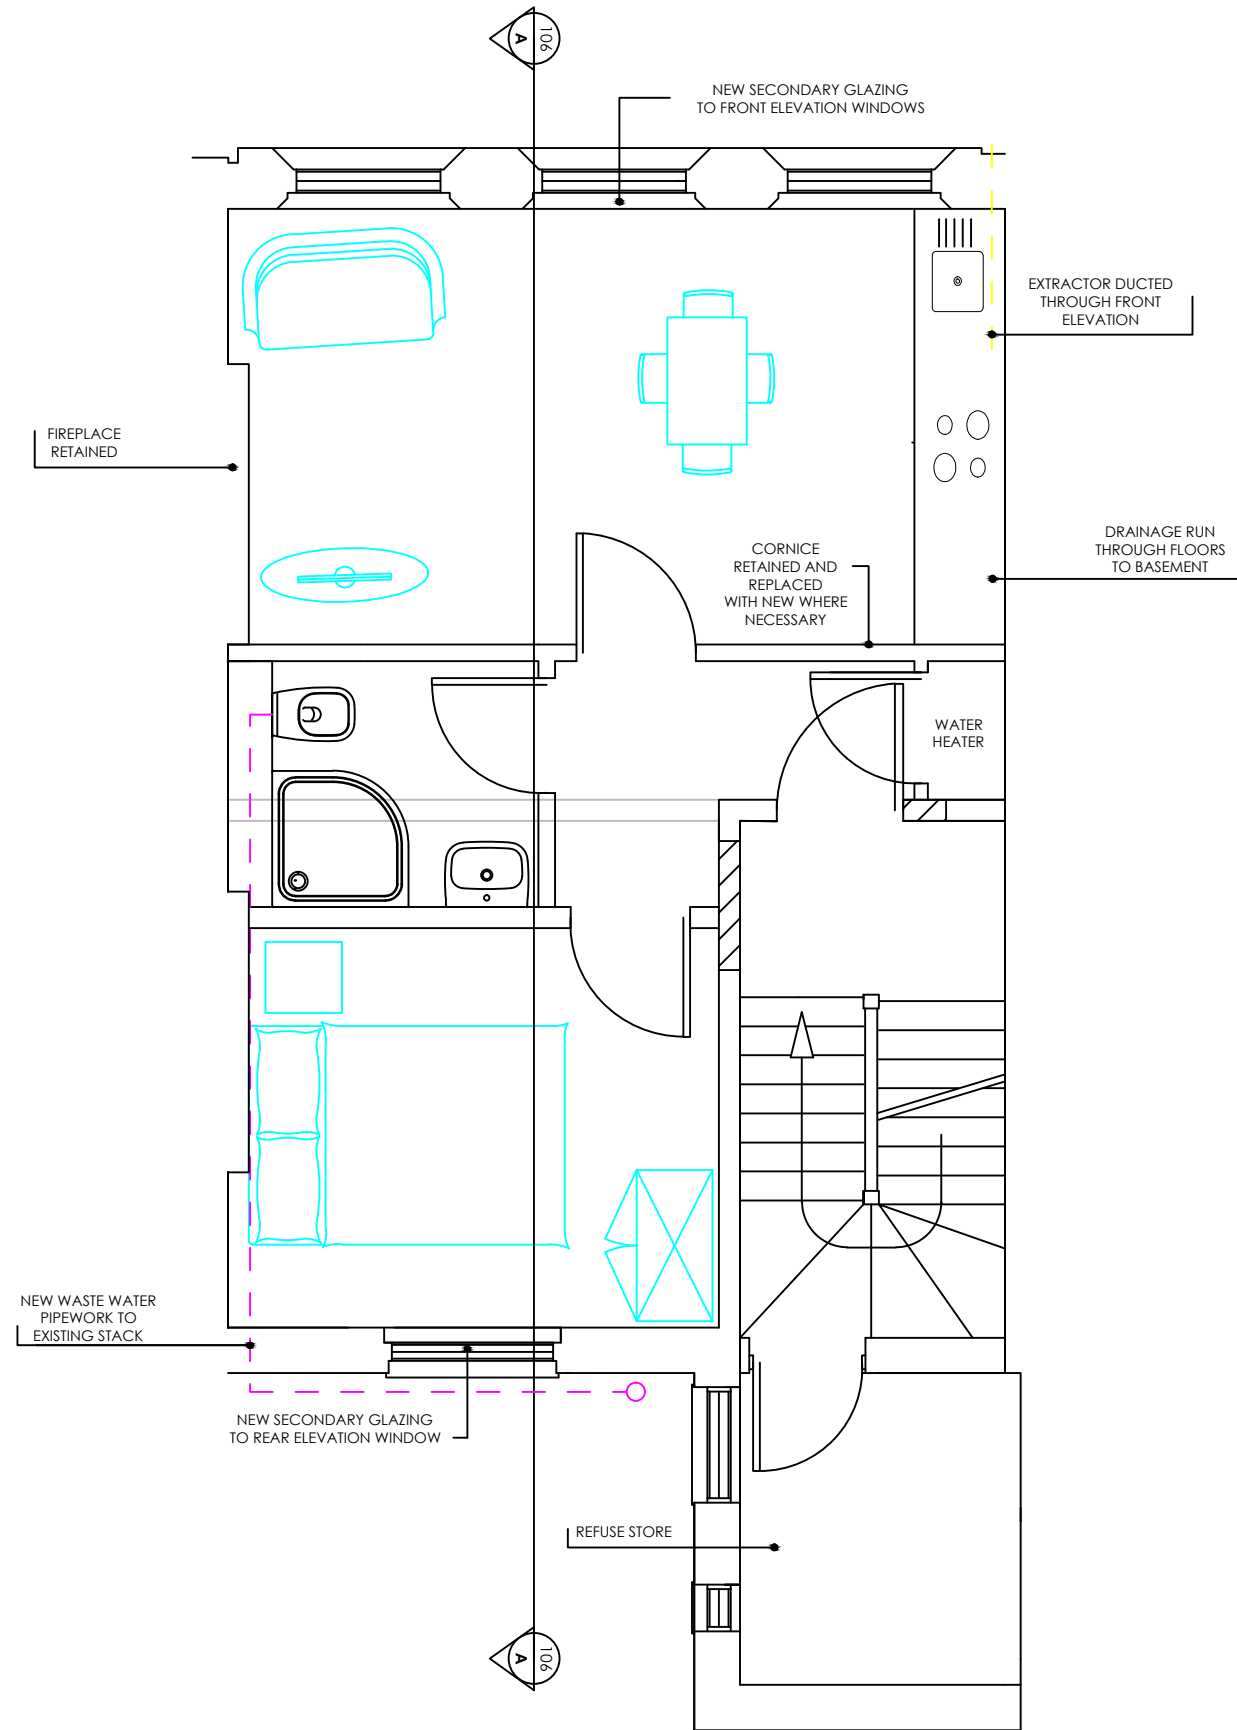 106
A
NEW SECONDARY GLAZING
TO FRONT ELEVATION WINDOWS
EXTRACTOR DUCTED
THROUGH FRONT
ELEVATION
FIREPLACE
RETAINED
DRAINAGE RUN
THROUGH FLOORS
TO BASEMENT
CORNICE
RETAINED AND
REPLACED
WITH NEW WHERE
NECESSARY
WATER
HEATER
NEW WASTE WATER
PIPEWORK TO
EXISTING STACK
NEW SECONDARY GLAZING
TO REAR ELEVATION WINDOW
REFUSE STORE
106
A